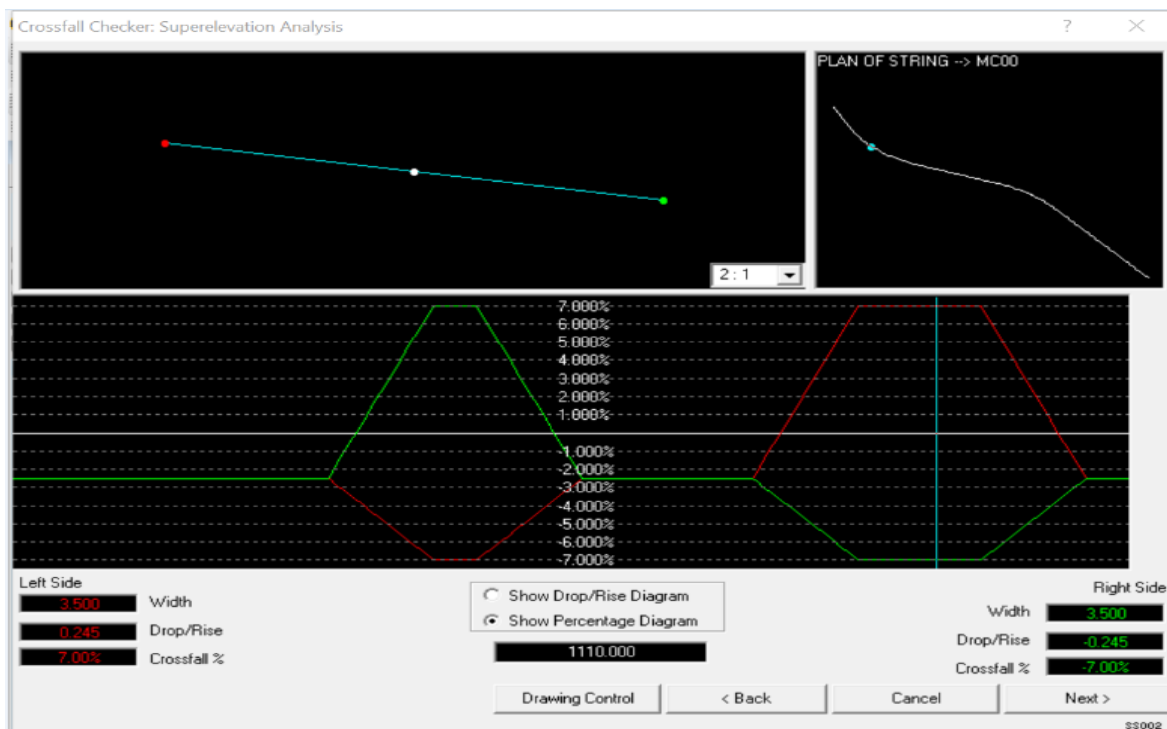 Crossfall Checker: Superelevation Analysis
PLAN OF STRING --> MC00
2 : 1
7.000%
6.000%
5.000%
4.000%
3.000%
2.000%
1.000%
-1.000%
-2.000%
-3.000%
-4.000%
-5.000%
-6.000%
-7.000%
Left Side
3.500 Width
0.245 Drop/Rise
7.00% Crossfall %
Show Drop/Rise Diagram
Show Percentage Diagram
1110.000
Right Side
Width 3.500
Drop/Rise -0.245
Crossfall % -7.00%
Drawing Control
< Back
Cancel
Next >
SS002